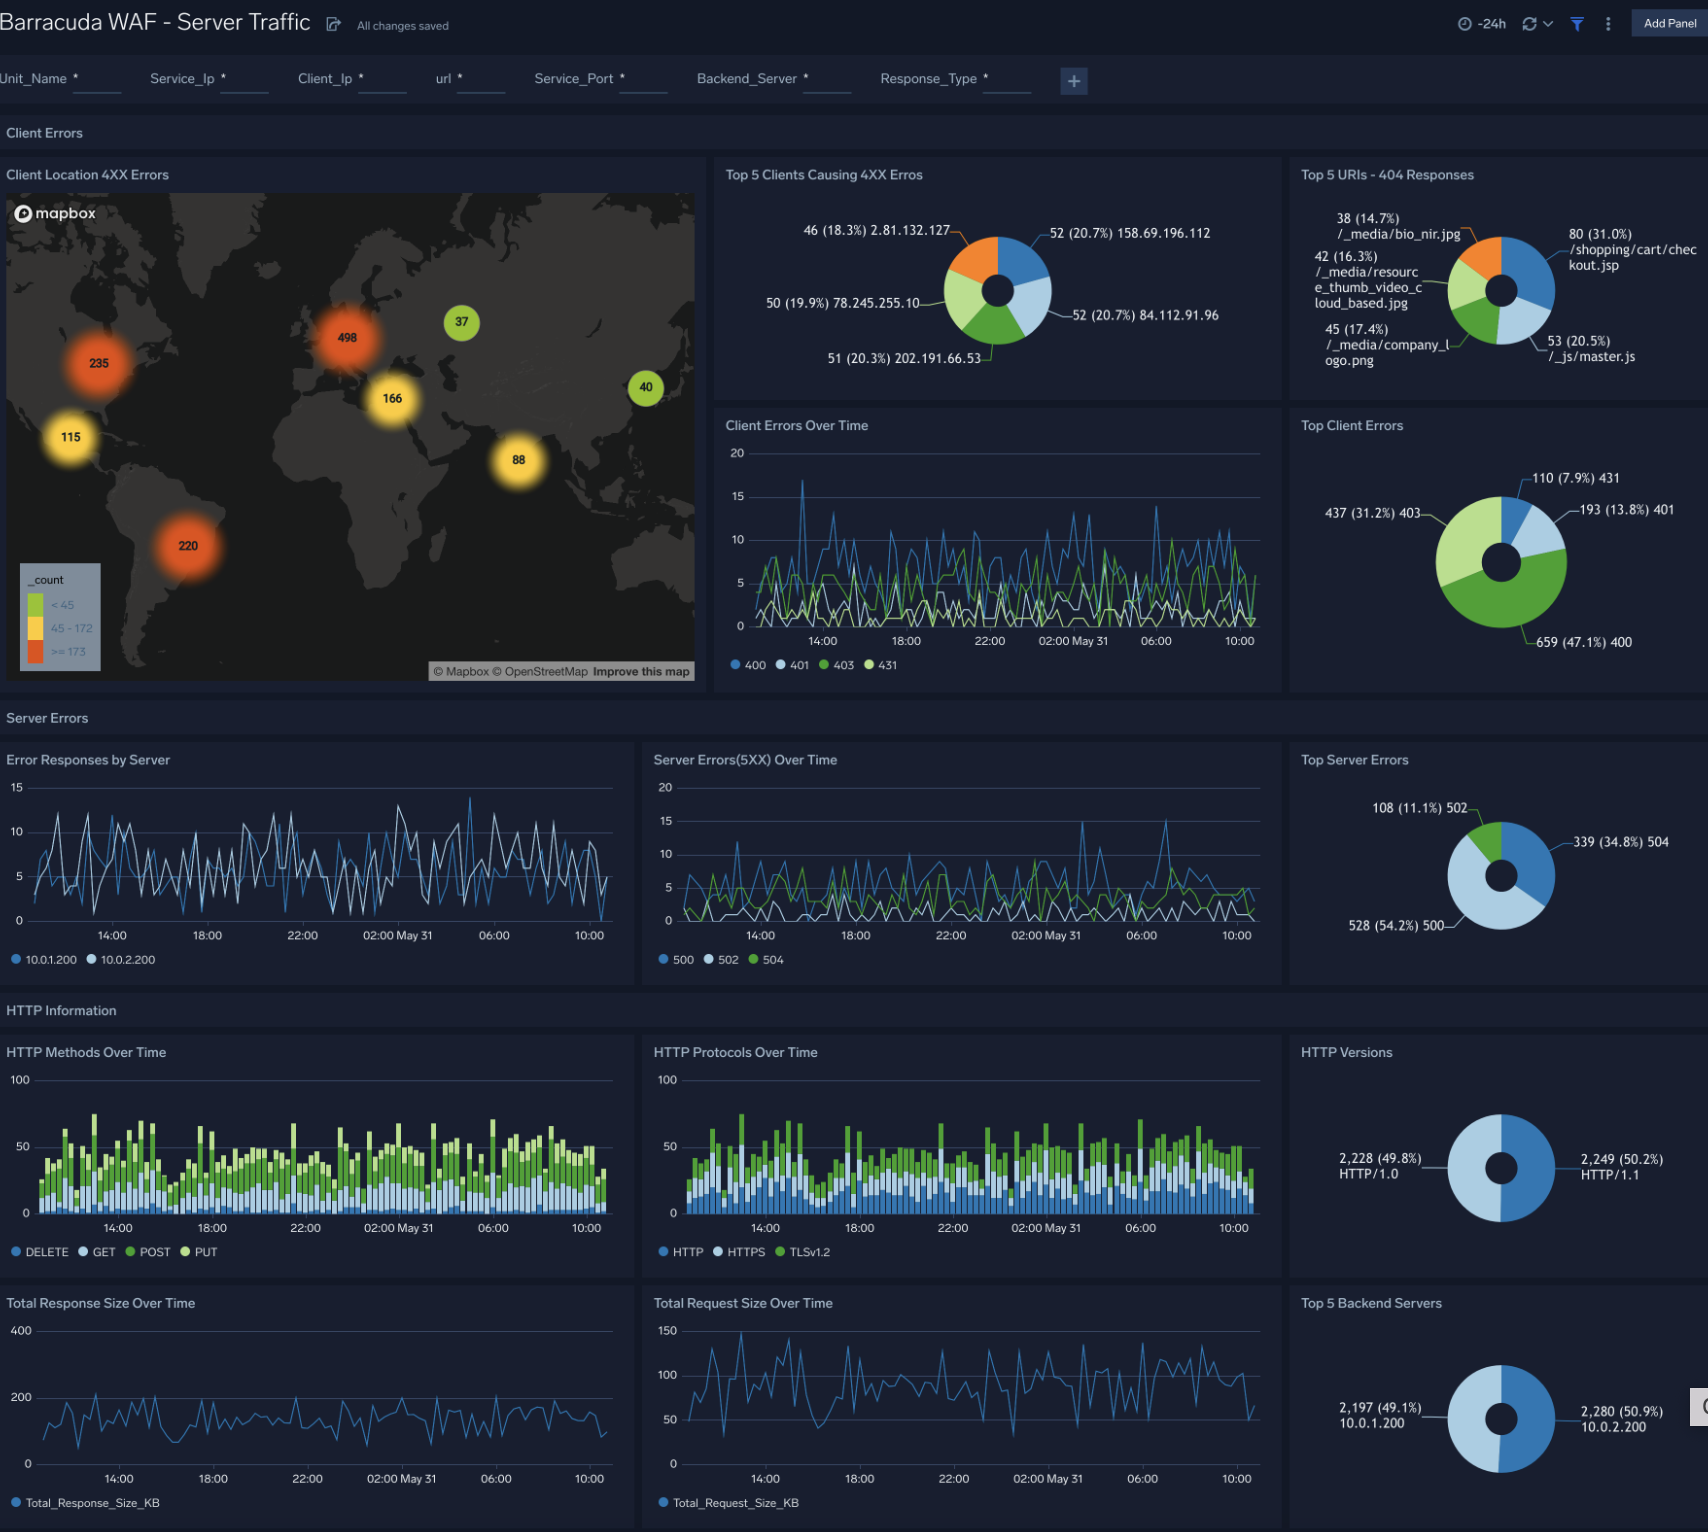 Barracuda WAF - Server Traffic
All changes saved
-24h
Add Panel
Unit_Name *
Service_Ip *
Client_Ip *
url *
Service_Port *
Backend_Server *
Response_Type *
+
Client Errors
Client Location 4XX Errors
mapbox
235
498
37
166
40
115
88
220
_count
< 45
45 - 172
>= 173
© Mapbox © OpenStreetMap Improve this map
Top 5 Clients Causing 4XX Erros
46 (18.3%) 2.81.132.127
52 (20.7%) 158.69.196.112
50 (19.9%) 78.245.255.10
52 (20.7%) 84.112.91.96
51 (20.3%) 202.191.66.53
Top 5 URIs - 404 Responses
38 (14.7%)
/_media/bio_nir.jpg
80 (31.0%)
/shopping/cart/chec
kout.jsp
42 (16.3%)
/_media/resourc
e_thumb_video_c
loud_based.jpg
45 (17.4%)
/_media/company_l
ogo.png
53 (20.5%)
/_js/master.js
Client Errors Over Time
20
15
10
5
0
14:00
18:00
22:00
02:00 May 31
06:00
10:00
400
401
403
431
Top Client Errors
110 (7.9%) 431
193 (13.8%) 401
437 (31.2%) 403
659 (47.1%) 400
Server Errors
Error Responses by Server
15
10
5
0
14:00
18:00
22:00
02:00 May 31
06:00
10:00
10.0.1.200
10.0.2.200
Server Errors(5XX) Over Time
20
15
10
5
0
14:00
18:00
22:00
02:00 May 31
06:00
10:00
500
502
504
Top Server Errors
108 (11.1%) 502
339 (34.8%) 504
528 (54.2%) 500
HTTP Information
HTTP Methods Over Time
100
50
0
14:00
18:00
22:00
02:00 May 31
06:00
10:00
DELETE
GET
POST
PUT
HTTP Protocols Over Time
100
50
0
14:00
18:00
22:00
02:00 May 31
06:00
10:00
HTTP
HTTPS
TLSv1.2
HTTP Versions
2,228 (49.8%)
HTTP/1.0
2,249 (50.2%)
HTTP/1.1
Total Response Size Over Time
400
200
0
14:00
18:00
22:00
02:00 May 31
06:00
10:00
Total_Response_Size_KB
Total Request Size Over Time
150
100
50
0
14:00
18:00
22:00
02:00 May 31
06:00
10:00
Total_Request_Size_KB
Top 5 Backend Servers
2,197 (49.1%)
10.0.1.200
2,280 (50.9%)
10.0.2.200